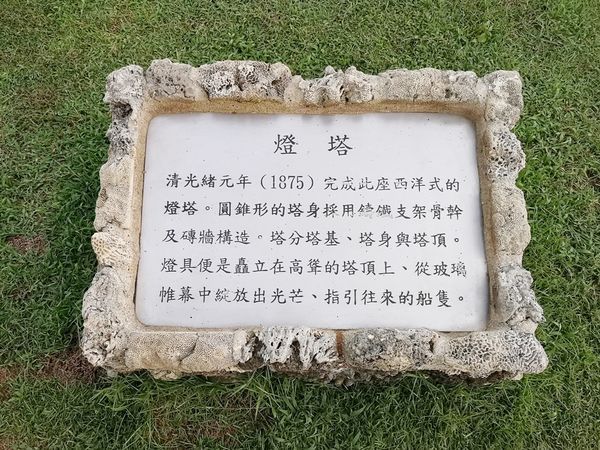 燈塔
清光緒元年（1875）完成此座西洋式的
燈塔。圓錐形的塔身採用鑄鐵支架骨幹
及磚牆構造。塔分塔基、塔身與塔頂。
燈具便是矗立在高聳的塔頂上、從玻璃
帷幕中綻放出光芒、指引往來的船隻。